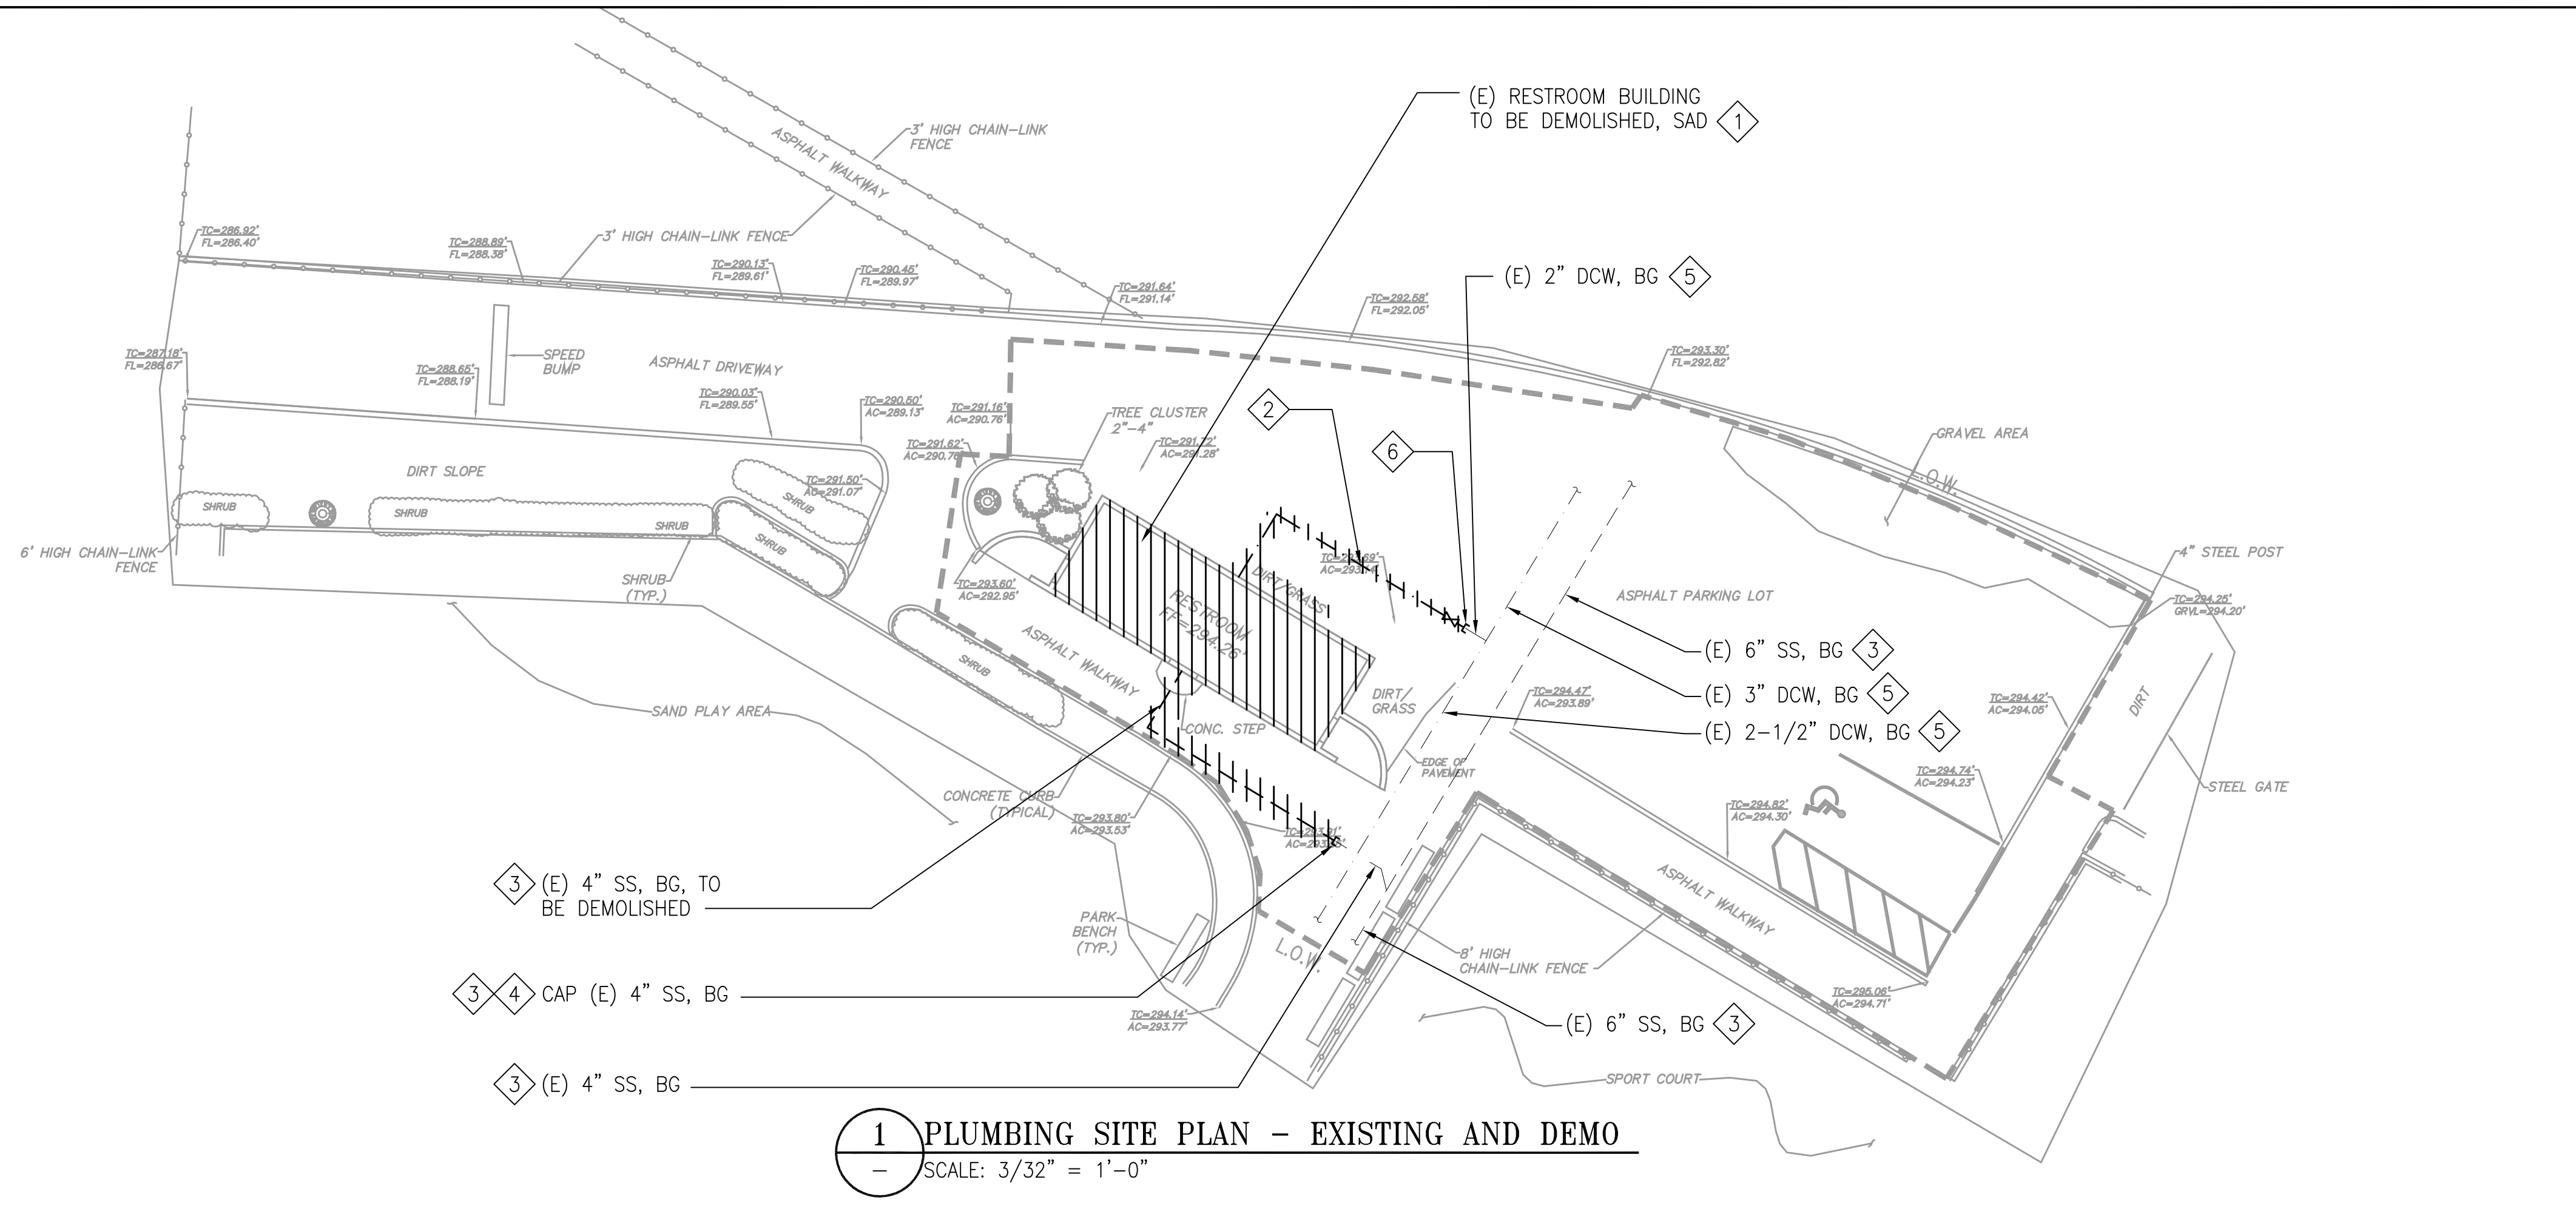 (E) RESTROOM BUILDING
TO BE DEMOLISHED, SAD 1
3' HIGH CHAIN-LINK
FENCE
ASPHALT WALKWAY
TC=286.92'
FL=286.40'
TC=288.89'
FL=288.38'
3' HIGH CHAIN-LINK FENCE
TC=290.13'
FL=289.61'
TC=290.45'
FL=289.97'
TC=291.64'
FL=291.14'
TC=292.58'
FL=292.05'
(E) 2" DCW, BG 5
TC=293.30'
FL=292.82'
TC=287.18'
FL=286.67'
TC=288.65'
FL=288.19'
SPEED
BUMP
ASPHALT DRIVEWAY
TC=290.03'
FL=289.55'
TC=290.50'
AC=289.13'
TC=291.16'
AC=290.76'
TREE CLUSTER
2"-4"
TC=291.62'
AC=290.76'
TC=291.72'
AC=291.28'
2
6
GRAVEL AREA
L.O.W.
DIRT SLOPE
TC=291.50'
AC=291.07'
SHRUB
SHRUB
SHRUB
SHRUB
SHRUB
6' HIGH CHAIN-LINK
FENCE
SHRUB
(TYP.)
TC=293.60'
AC=292.95'
DIRT/GRASS
RESTROOM
FF=294.26'
ASPHALT PARKING LOT
4" STEEL POST
TC=294.25'
GRVL=294.20'
ASPHALT WALKWAY
SHRUB
SAND PLAY AREA
CONC. STEP
DIRT/
GRASS
EDGE OF
PAVEMENT
(E) 6" SS, BG 3
(E) 3" DCW, BG 5
(E) 2-1/2" DCW, BG 5
TC=294.47'
AC=293.89'
TC=294.42'
AC=294.05'
DIRT
STEEL GATE
TC=294.74'
AC=294.23'
TC=294.82'
AC=294.30'
CONCRETE CURB
(TYPICAL)
TC=293.80'
AC=293.53'
3 (E) 4" SS, BG, TO
BE DEMOLISHED
ASPHALT WALKWAY
PARK
BENCH
(TYP.)
L.O.W.
8' HIGH
CHAIN-LINK FENCE
3 4 CAP (E) 4" SS, BG
TC=295.06'
AC=294.71'
TC=294.14'
AC=293.77'
(E) 6" SS, BG 3
3 (E) 4" SS, BG
SPORT COURT
1 PLUMBING SITE PLAN - EXISTING AND DEMO
- SCALE: 3/32" = 1'-0"